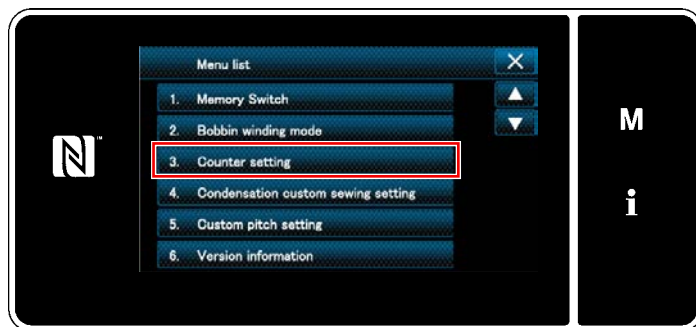 Menu list
1. Memory Switch
2. Bobbin winding mode
3. Counter setting
4. Condensation custom sewing setting
5. Custom pitch setting
6. Version information
M
i